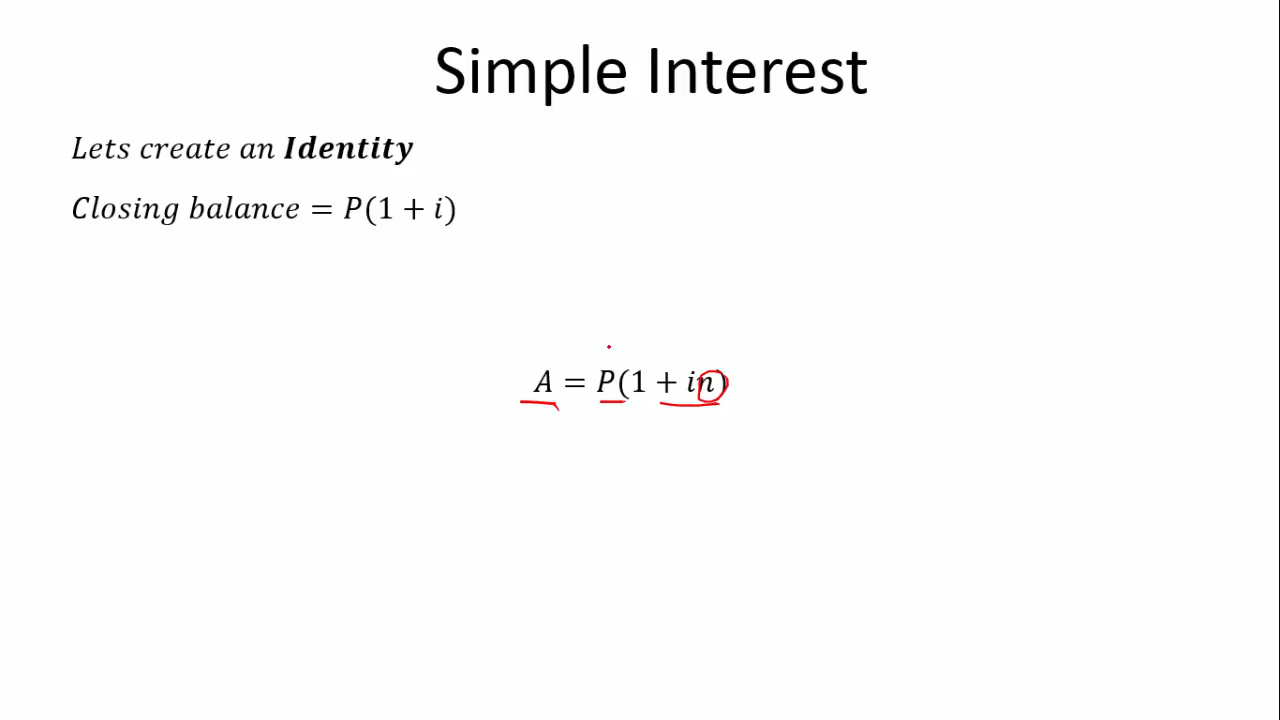 Simple Interest
Lets create an Identity
Closing balance = P(1 + i)
A = P(1 + in)